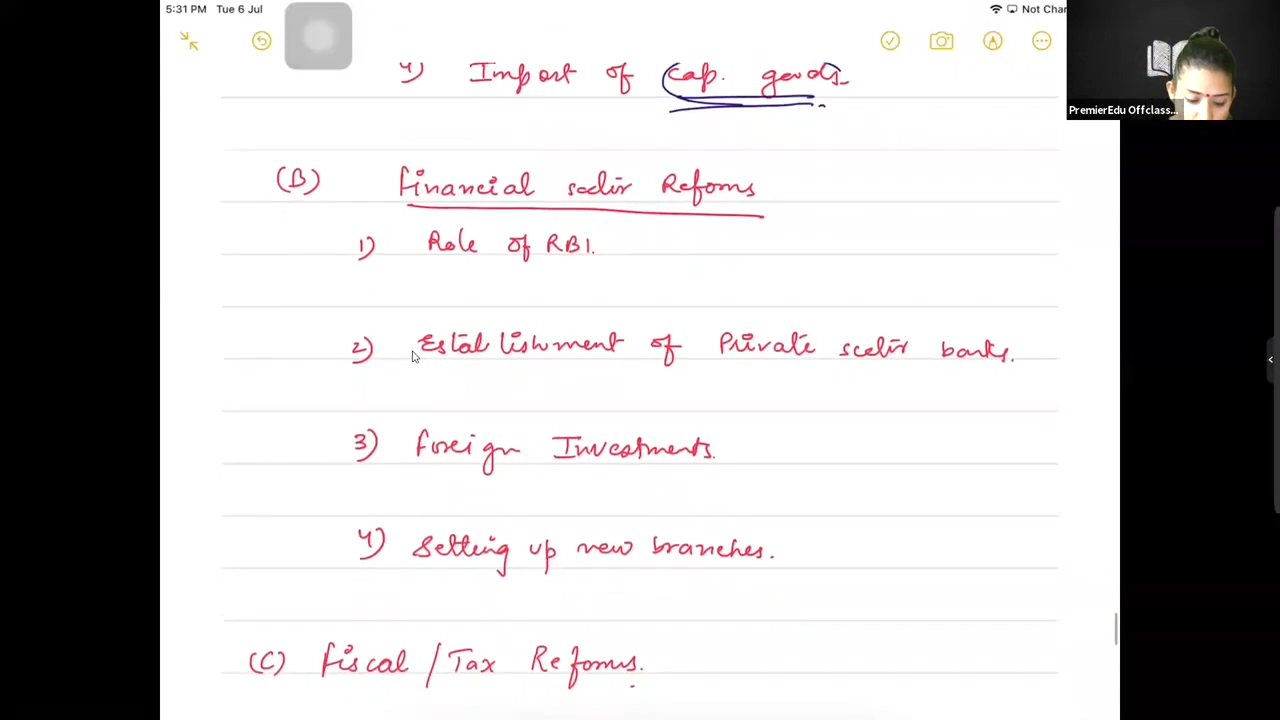 5:31 PM Tue 6 Jul
Not Char
4) Import of Cap. goods
PremierEdu Offclass...
(B) Financial sector Reforms
1) Role of RBI.
2) Establishment of Private sector banks.
3) Foreign Investments.
4) Setting up new branches.
(C) Fiscal / Tax Reforms.